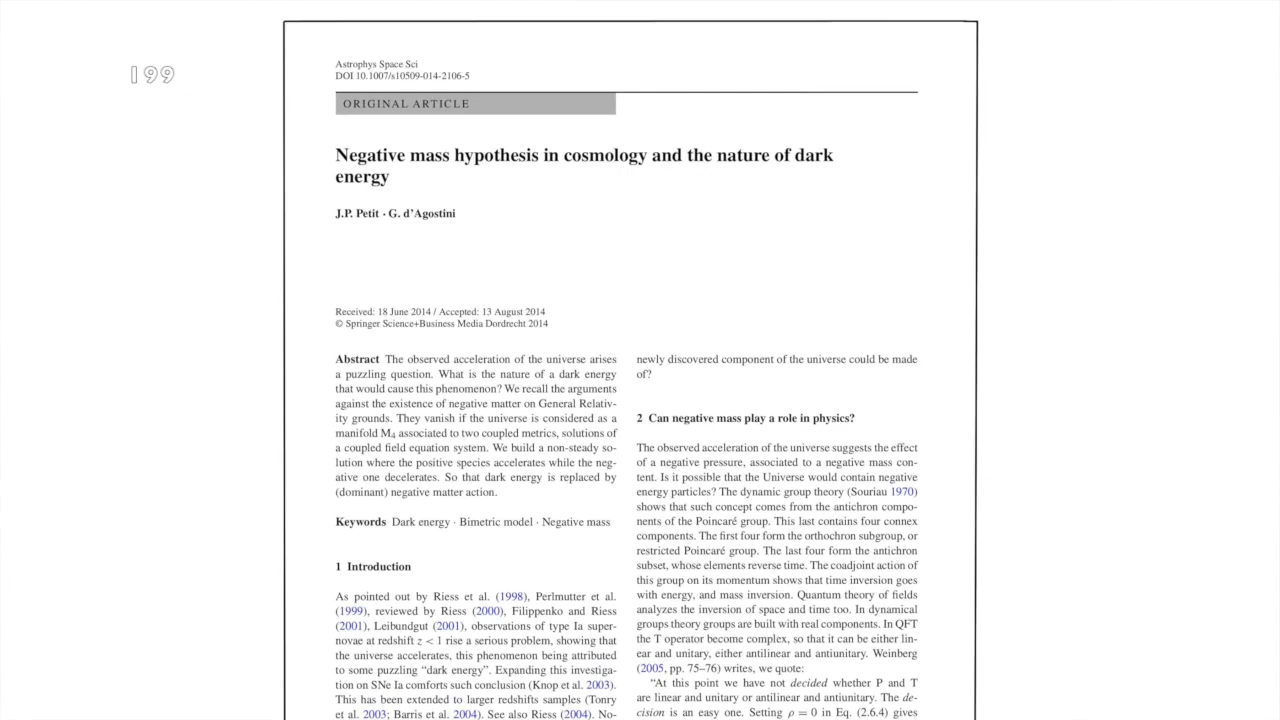 199
Astrophys Space Sci
DOI 10.1007/s10509-014-2106-5
ORIGINAL ARTICLE
Negative mass hypothesis in cosmology and the nature of dark
energy
J.P. Petit · G. d'Agostini
Received: 18 June 2014 / Accepted: 13 August 2014
© Springer Science+Business Media Dordrecht 2014
Abstract The observed acceleration of the universe arises
a puzzling question. What is the nature of a dark energy
that would cause this phenomenon? We recall the arguments
against the existence of negative matter on General Relativ-
ity grounds. They vanish if the universe is considered as a
manifold M4 associated to two coupled metrics, solutions of
a coupled field equation system. We build a non-steady so-
lution where the positive species accelerates while the neg-
ative one decelerates. So that dark energy is replaced by
(dominant) negative matter action.
Keywords Dark energy · Bimetric model · Negative mass
1 Introduction
As pointed out by Riess et al. (1998), Perlmutter et al.
(1999), reviewed by Riess (2000), Filippenko and Riess
(2001), Leibundgut (2001), observations of type Ia super-
novae at redshift z < 1 rise a serious problem, showing that
the universe accelerates, this phenomenon being attributed
to some puzzling “dark energy”. Expanding this investiga-
tion on SNe Ia comforts such conclusion (Knop et al. 2003).
This has been extended to larger redshifts samples (Tonry
et al. 2003; Barris et al. 2004). See also Riess (2004). No-
newly discovered component of the universe could be made
of?
2 Can negative mass play a role in physics?
The observed acceleration of the universe suggests the effect
of a negative pressure, associated to a negative mass con-
tent. Is it possible that the Universe would contain negative
energy particles? The dynamic group theory (Souriau 1970)
shows that such concept comes from the antichron compo-
nents of the Poincaré group. This last contains four connex
components. The first four form the orthochron subgroup, or
restricted Poincaré group. The last four form the antichron
subset, whose elements reverse time. The coadjoint action of
this group on its momentum shows that time inversion goes
with energy, and mass inversion. Quantum theory of fields
analyzes the inversion of space and time too. In dynamical
groups theory groups are built with real components. In QFT
the T operator become complex, so that it can be either lin-
ear and unitary, either antilinear and antiunitary. Weinberg
(2005, pp. 75–76) writes, we quote:
“At this point we have not decided whether P and T
are linear and unitary or antilinear and antiunitary. The de-
cision is an easy one. Setting ρ = 0 in Eq. (2.6.4) gives